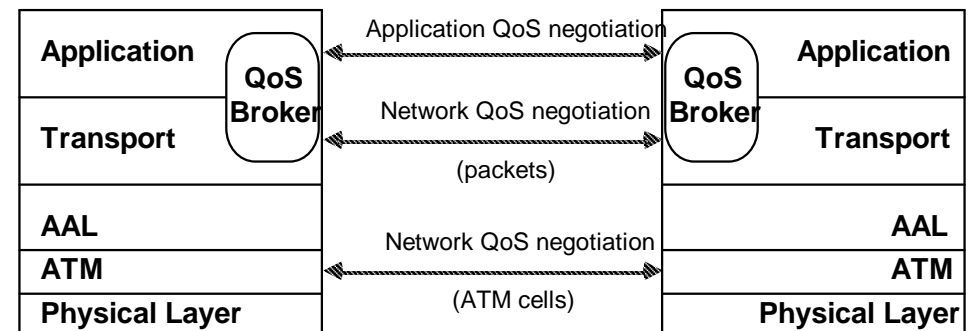 Application
QoS
Broker
Transport
AAL
ATM
Physical Layer
Application QoS negotiation
Network QoS negotiation
(packets)
Network QoS negotiation
(ATM cells)
Application
QoS
Broker
Transport
AAL
ATM
Physical Layer